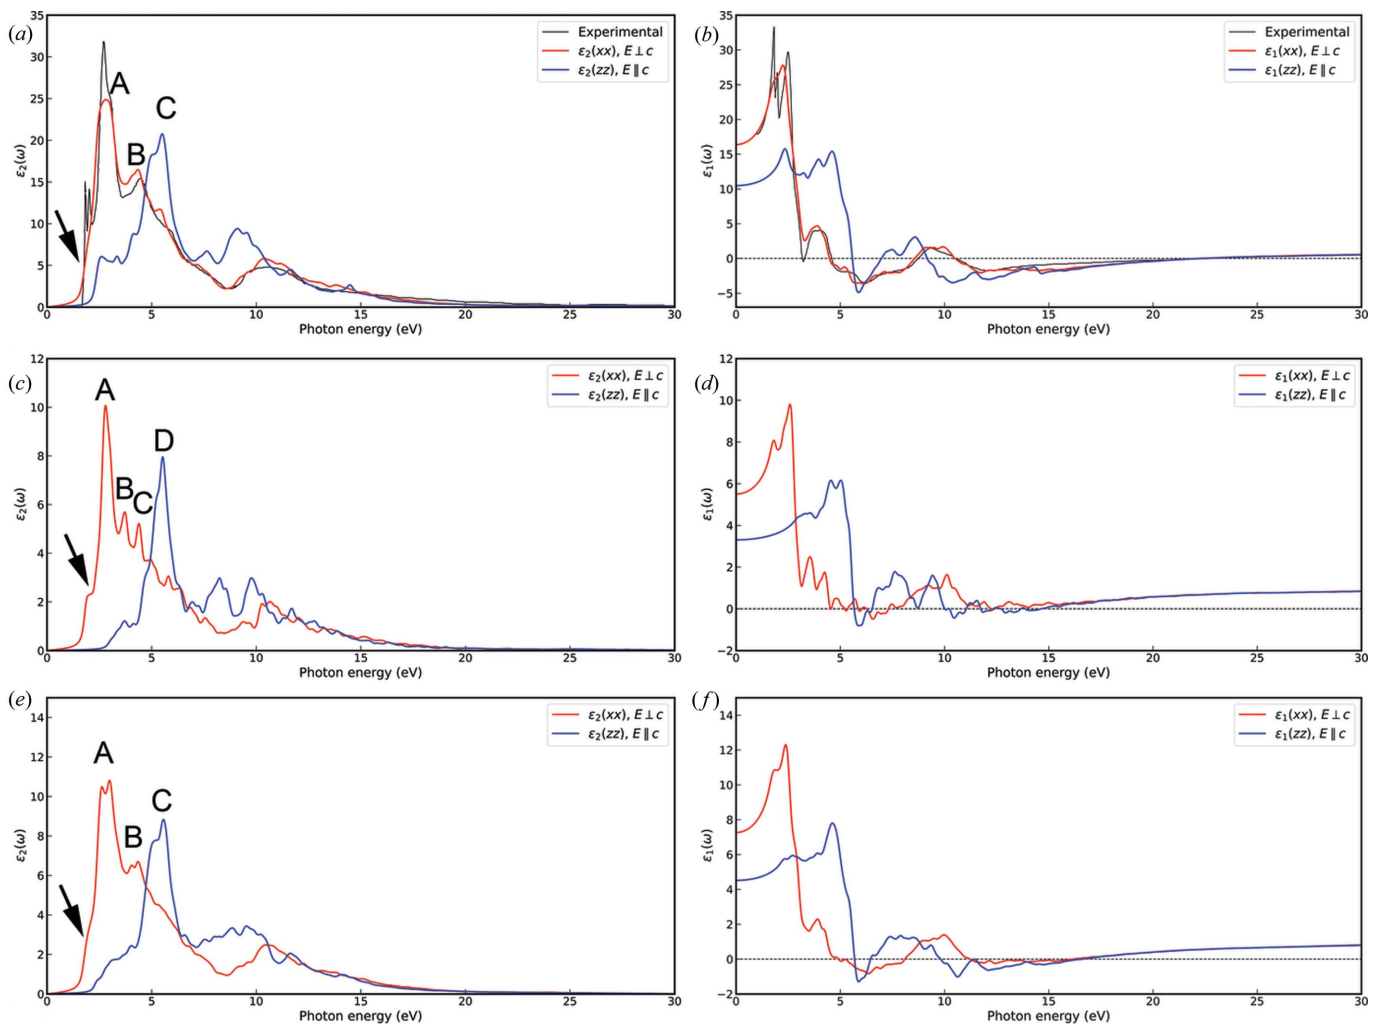 (a)
35
30
25
20
15
10
5
0
0 5 10 15 20 25 30
ε₂(ω)
Photon energy (eV)
A
B
C
Experimental
ε₂(xx), E ⊥ c
ε₂(zz), E ∥ c
(b)
35
30
25
20
15
10
5
0
−5
0 5 10 15 20 25 30
ε₁(ω)
Photon energy (eV)
Experimental
ε₁(xx), E ⊥ c
ε₁(zz), E ∥ c
(c)
12
10
8
6
4
2
0
0 5 10 15 20 25 30
ε₂(ω)
Photon energy (eV)
A
B
C
D
ε₂(xx), E ⊥ c
ε₂(zz), E ∥ c
(d)
12
10
8
6
4
2
0
−2
0 5 10 15 20 25 30
ε₁(ω)
Photon energy (eV)
ε₁(xx), E ⊥ c
ε₁(zz), E ∥ c
(e)
14
12
10
8
6
4
2
0
0 5 10 15 20 25 30
ε₂(ω)
Photon energy (eV)
A
B
C
ε₂(xx), E ⊥ c
ε₂(zz), E ∥ c
(f)
14
12
10
8
6
4
2
0
−2
0 5 10 15 20 25 30
ε₁(ω)
Photon energy (eV)
ε₁(xx), E ⊥ c
ε₁(zz), E ∥ c